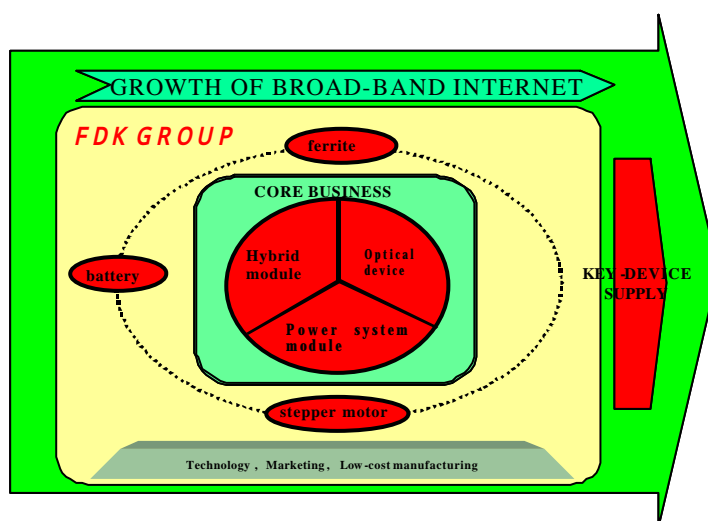 GROWTH OF BROAD-BAND INTERNET
FDK GROUP
ferrite
CORE BUSINESS
Hybrid
module
Optical
device
battery
KEY-DEVICE
SUPPLY
Power system
module
stepper motor
Technology , Marketing , Low-cost manufacturing